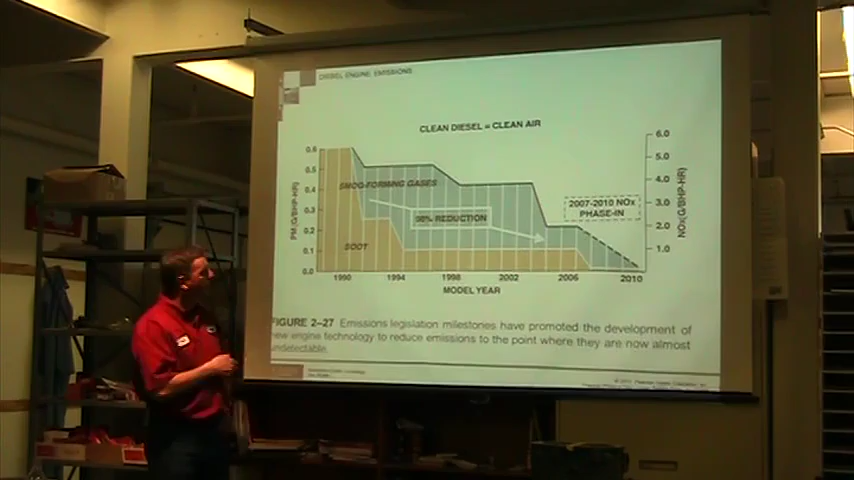 DIESEL ENGINE EMISSIONS
CLEAN DIESEL = CLEAN AIR
0.6
0.5
0.4
0.3
0.2
0.1
0.0
PM (G/BHP-HR)
SMOG-FORMING GASES
98% REDUCTION
SOOT
2007-2010 NOx
PHASE-IN
6.0
5.0
4.0
3.0
2.0
1.0
NOx(G/BHP-HR)
1990 1994 1998 2002 2006 2010
MODEL YEAR
FIGURE 2–27 Emissions legislation milestones have promoted the development of
new engine technology to reduce emissions to the point where they are now almost
undetectable.